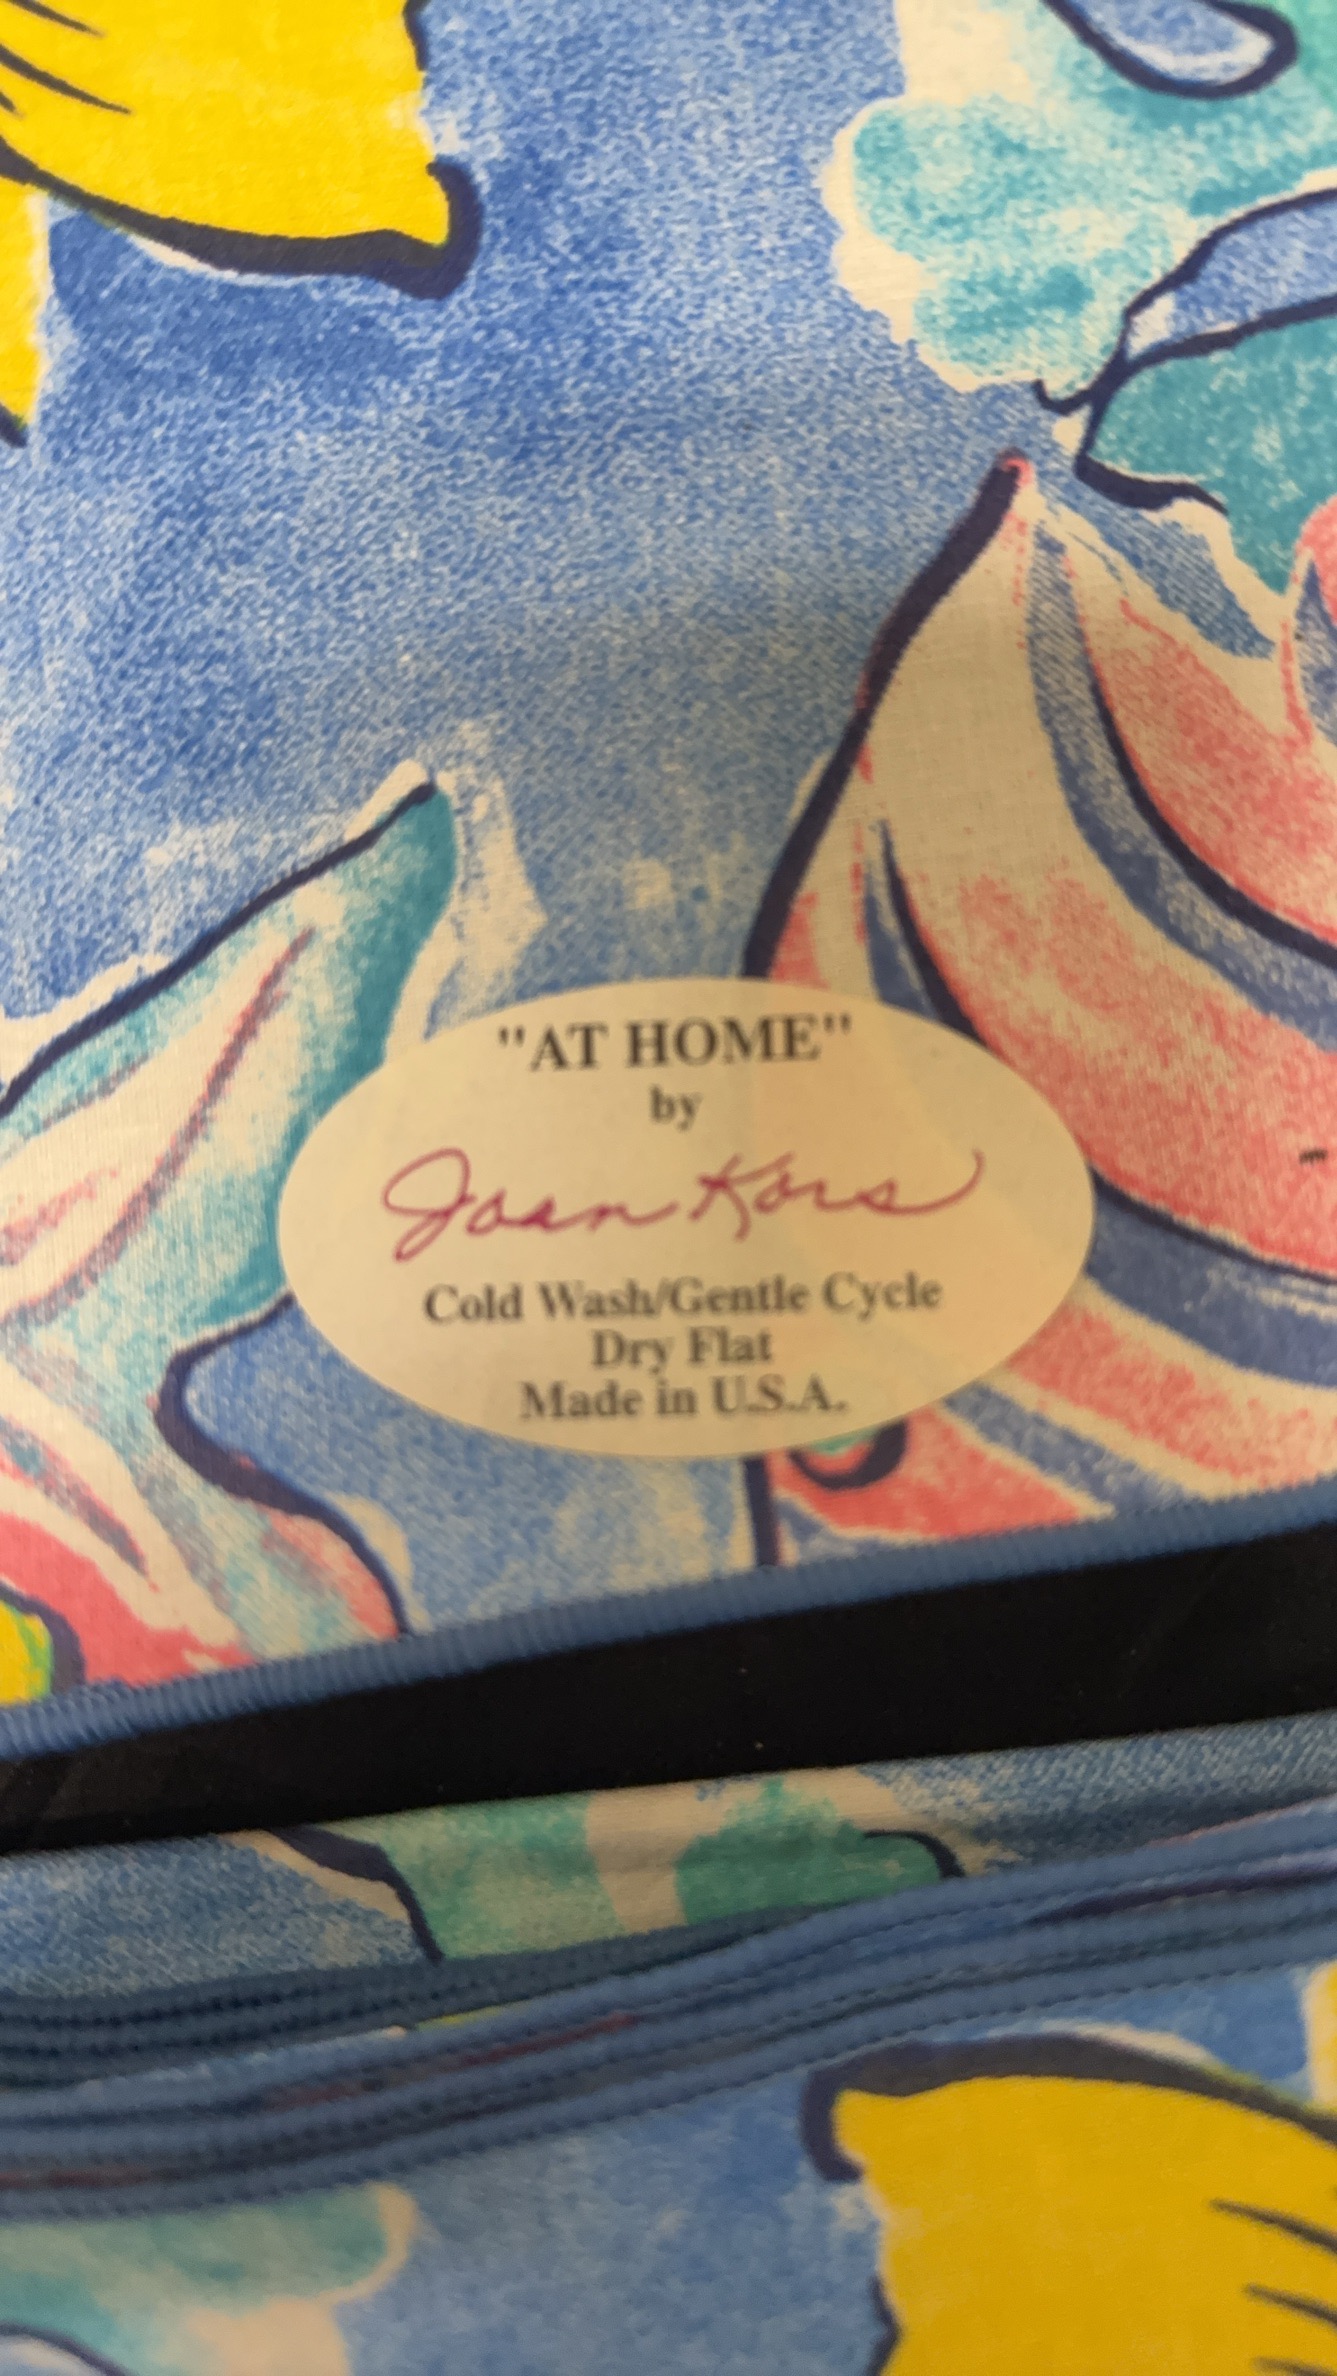 "AT HOME"
by
Joan Kors
Cold Wash/Gentle Cycle
Dry Flat
Made in U.S.A.